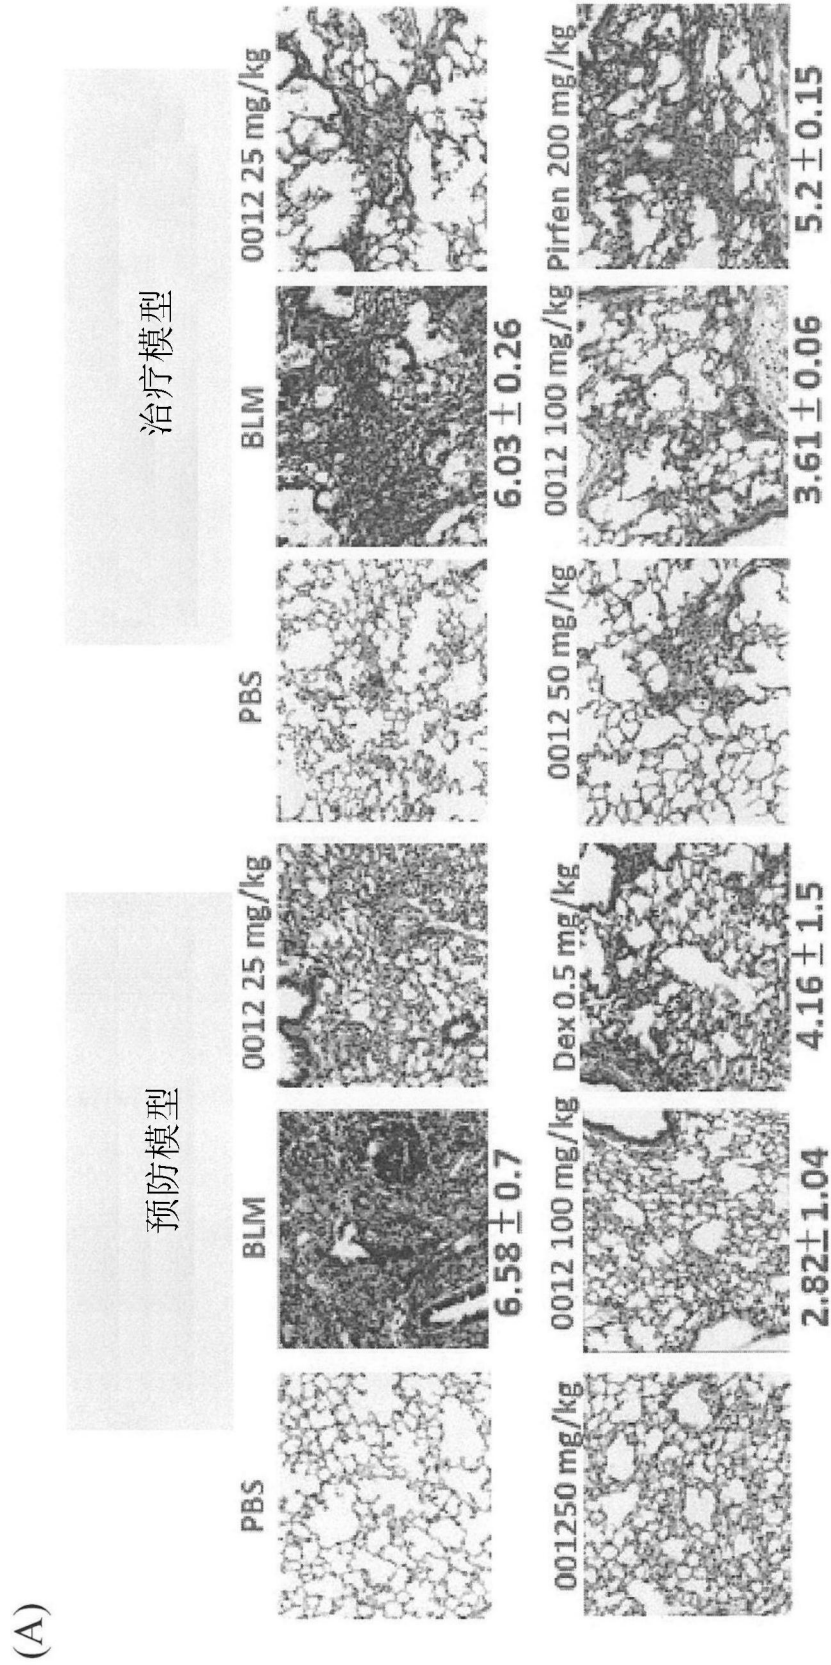 (A)
预防模型
治疗模型
PBS
BLM
0012 25 mg/kg
PBS
BLM
0012 25 mg/kg
6.58±0.7
6.03±0.26
001250 mg/kg
0012 100 mg/kg
Dex 0.5 mg/kg
0012 50 mg/kg
0012 100 mg/kg
Pirfen 200 mg/kg
2.82±1.04
4.16±1.5
3.61±0.06
5.2±0.15